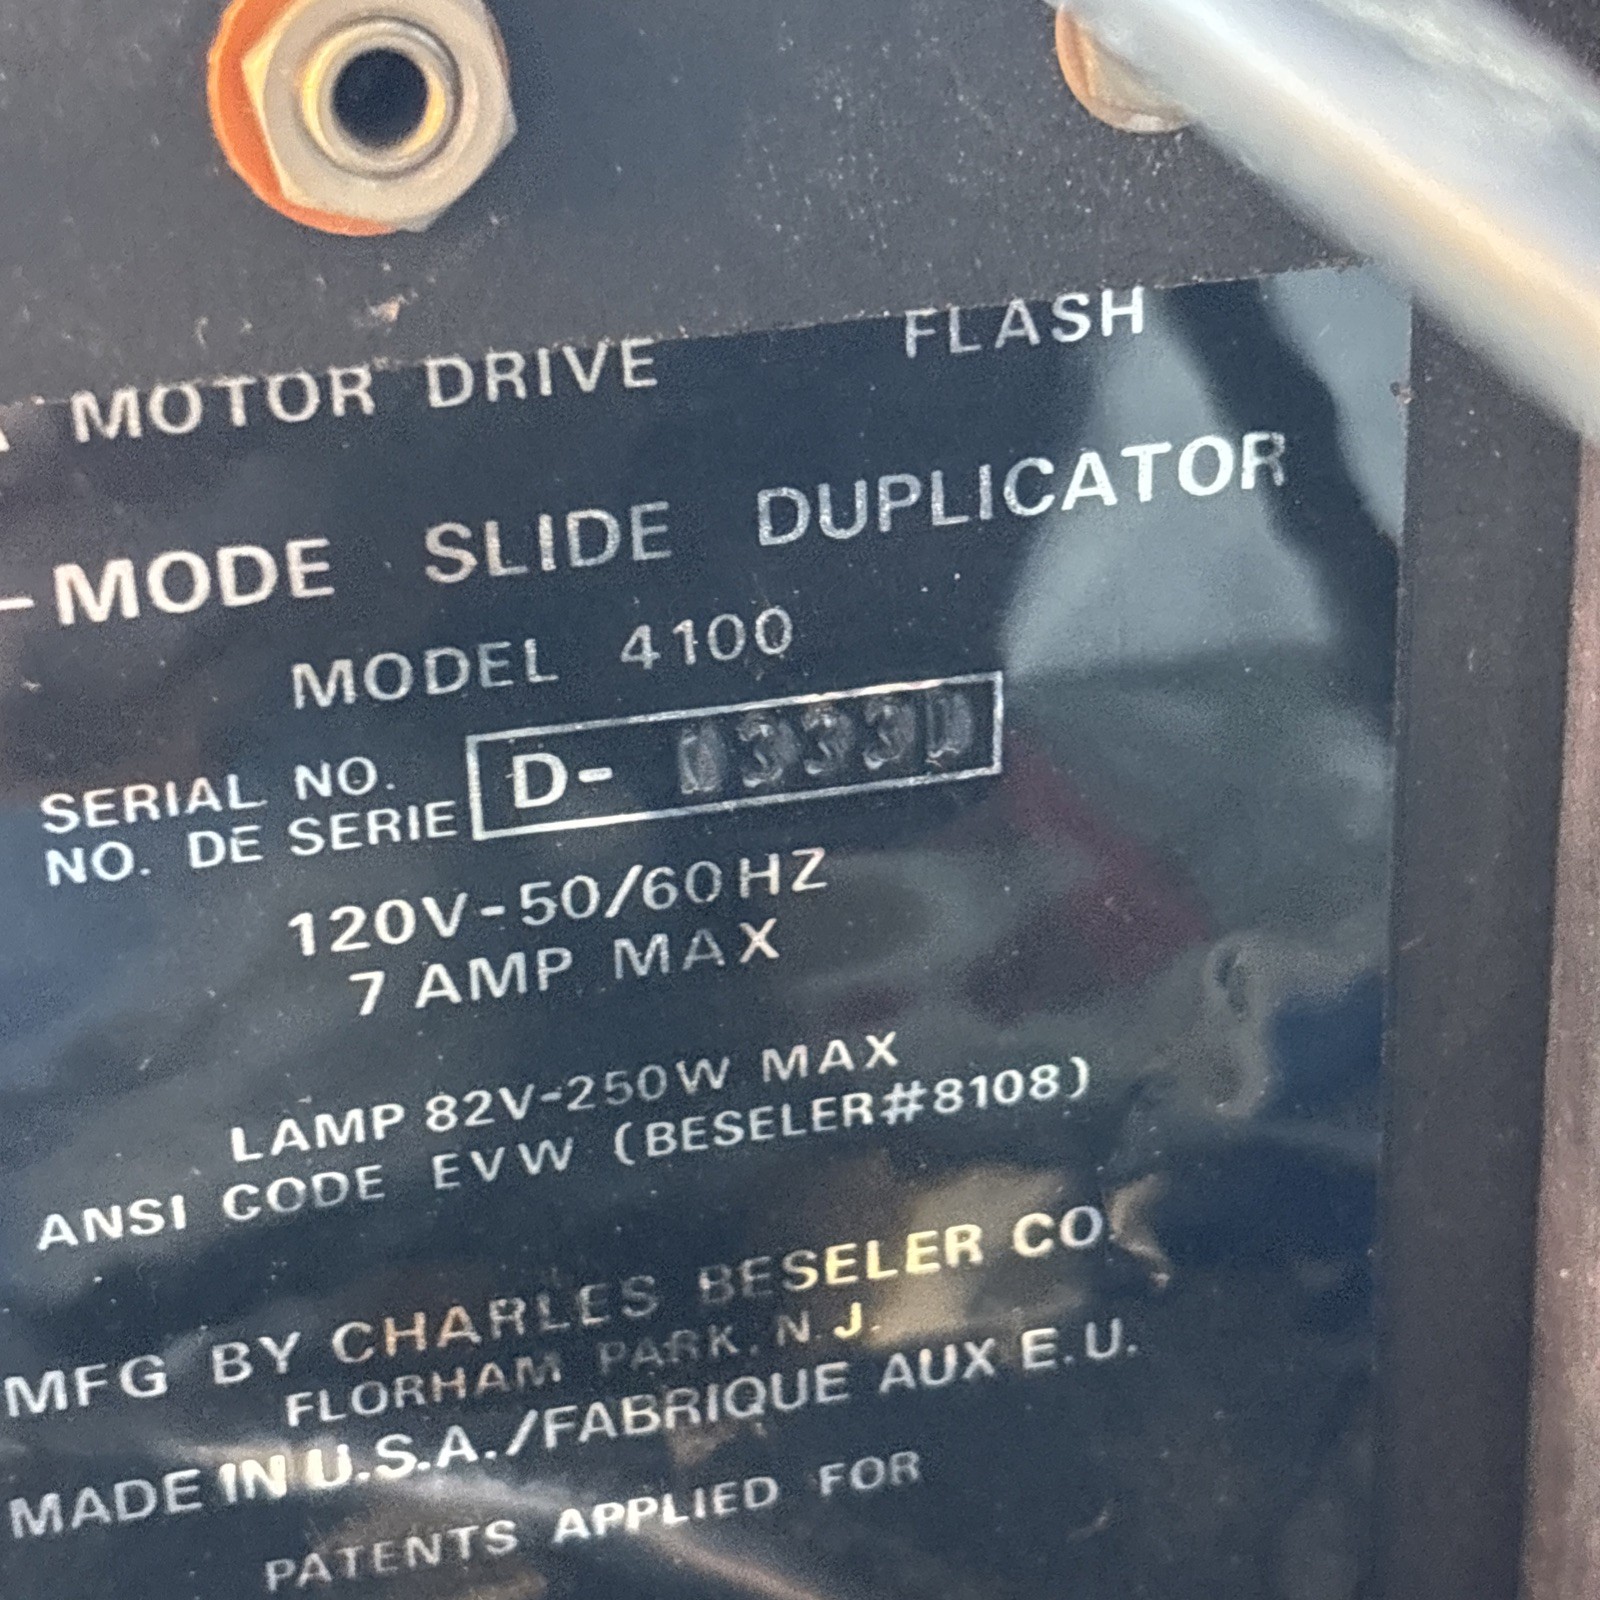 MOTOR DRIVE FLASH
-MODE SLIDE DUPLICATOR
MODEL 4100
SERIAL NO.
NO. DE SERIE D-
120V-50/60HZ
7 AMP MAX
LAMP 82V-250W MAX
ANSI CODE EVW (BESELER#8108)
MFG BY CHARLES BESELER CO.
FLORHAM PARK, N.J.
MADE IN U.S.A./FABRIQUE AUX E.U.
PATENTS APPLIED FOR